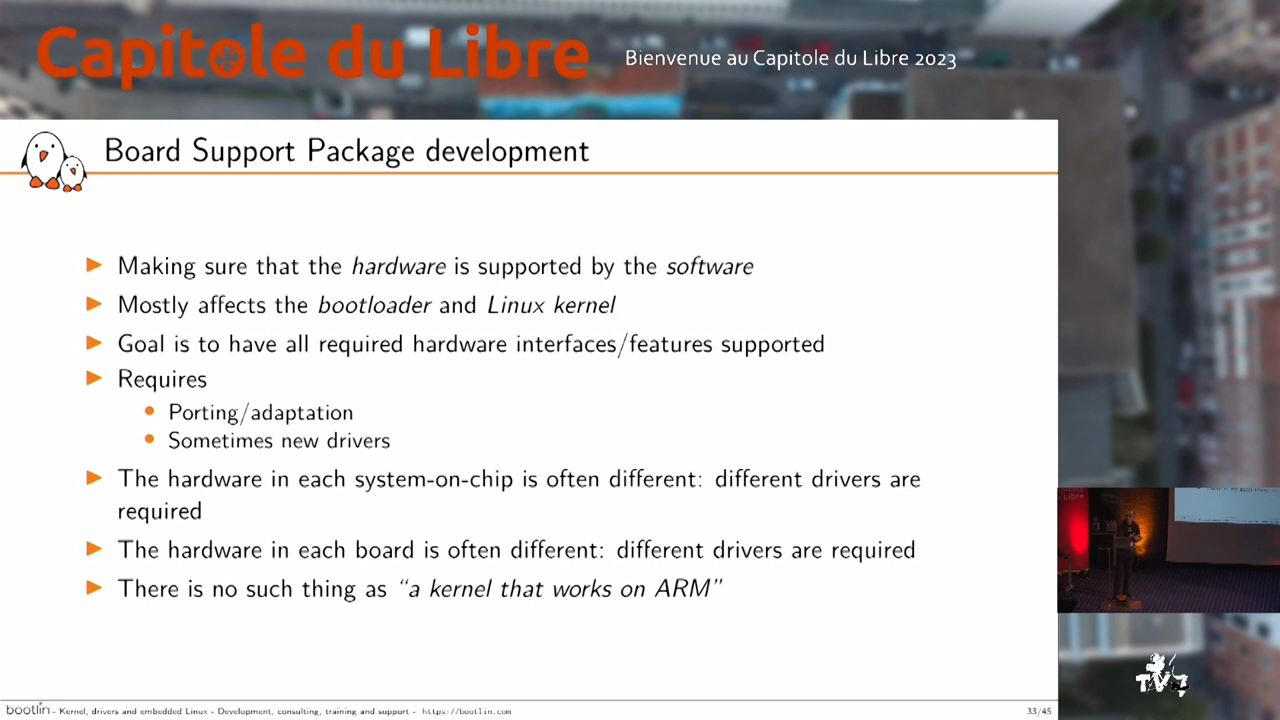 Capitole du Libre
Bienvenue au Capitole du Libre 2023
Board Support Package development
Making sure that the hardware is supported by the software
Mostly affects the bootloader and Linux kernel
Goal is to have all required hardware interfaces/features supported
Requires
Porting/adaptation
Sometimes new drivers
The hardware in each system-on-chip is often different: different drivers are
required
The hardware in each board is often different: different drivers are required
There is no such thing as “a kernel that works on ARM”
bootlin - Kernel, drivers and embedded Linux - Development, consulting, training and support - https://bootlin.com
33/45